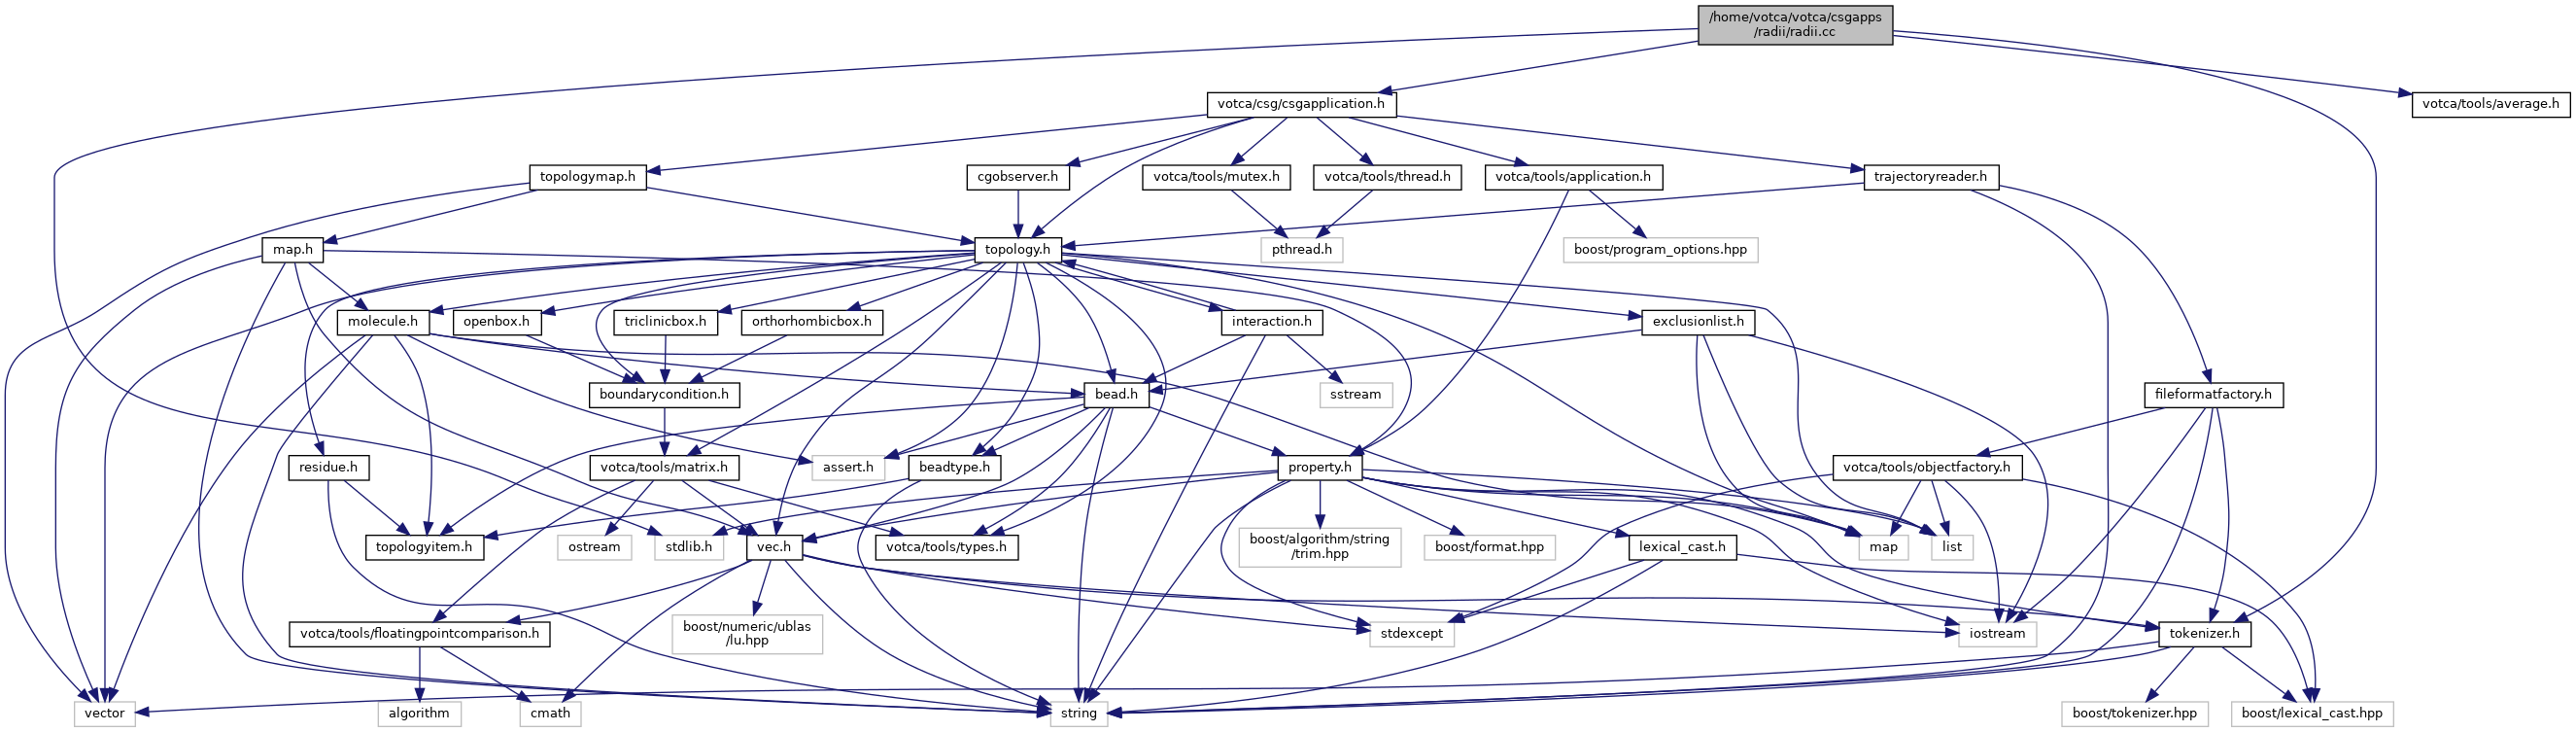 /home/votca/votca/csgapps
/radii/radii.cc
votca/csg/csgapplication.h
votca/tools/average.h
topologymap.h
cgobserver.h
votca/tools/mutex.h
votca/tools/thread.h
votca/tools/application.h
trajectoryreader.h
map.h
topology.h
pthread.h
boost/program_options.hpp
molecule.h
openbox.h
triclinicbox.h
orthorhombicbox.h
interaction.h
exclusionlist.h
boundarycondition.h
bead.h
sstream
fileformatfactory.h
residue.h
votca/tools/matrix.h
assert.h
beadtype.h
property.h
votca/tools/objectfactory.h
topologyitem.h
ostream
stdlib.h
vec.h
votca/tools/types.h
boost/algorithm/string
/trim.hpp
boost/format.hpp
lexical_cast.h
map
list
votca/tools/floatingpointcomparison.h
boost/numeric/ublas
/lu.hpp
stdexcept
iostream
tokenizer.h
vector
algorithm
cmath
string
boost/tokenizer.hpp
boost/lexical_cast.hpp